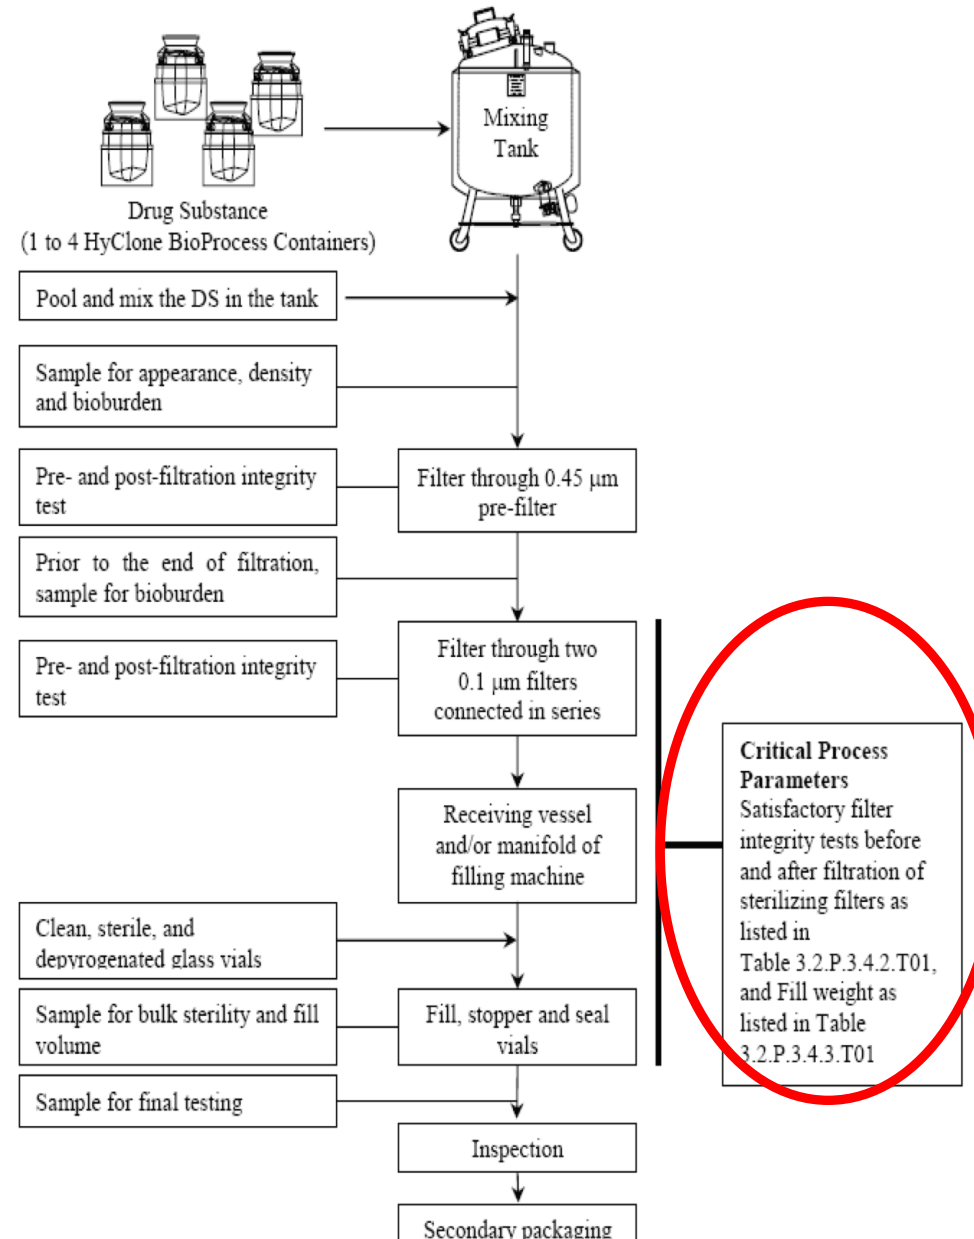 Mixing
Tank
Drug Substance
(1 to 4 HyClone BioProcess Containers)
Pool and mix the DS in the tank
Sample for appearance, density
and bioburden
Pre- and post-filtration integrity
test
Filter through 0.45 μm
pre-filter
Prior to the end of filtration,
sample for bioburden
Pre- and post-filtration integrity
test
Filter through two
0.1 μm filters
connected in series
Critical Process
Parameters
Satisfactory filter
integrity tests before
and after filtration of
sterilizing filters as
listed in
Table 3.2.P.3.4.2.T01,
and Fill weight as
listed in Table
3.2.P.3.4.3.T01
Receiving vessel
and/or manifold of
filling machine
Clean, sterile, and
depyrogenated glass vials
Sample for bulk sterility and fill
volume
Fill, stopper and seal
vials
Sample for final testing
Inspection
Secondary packaging